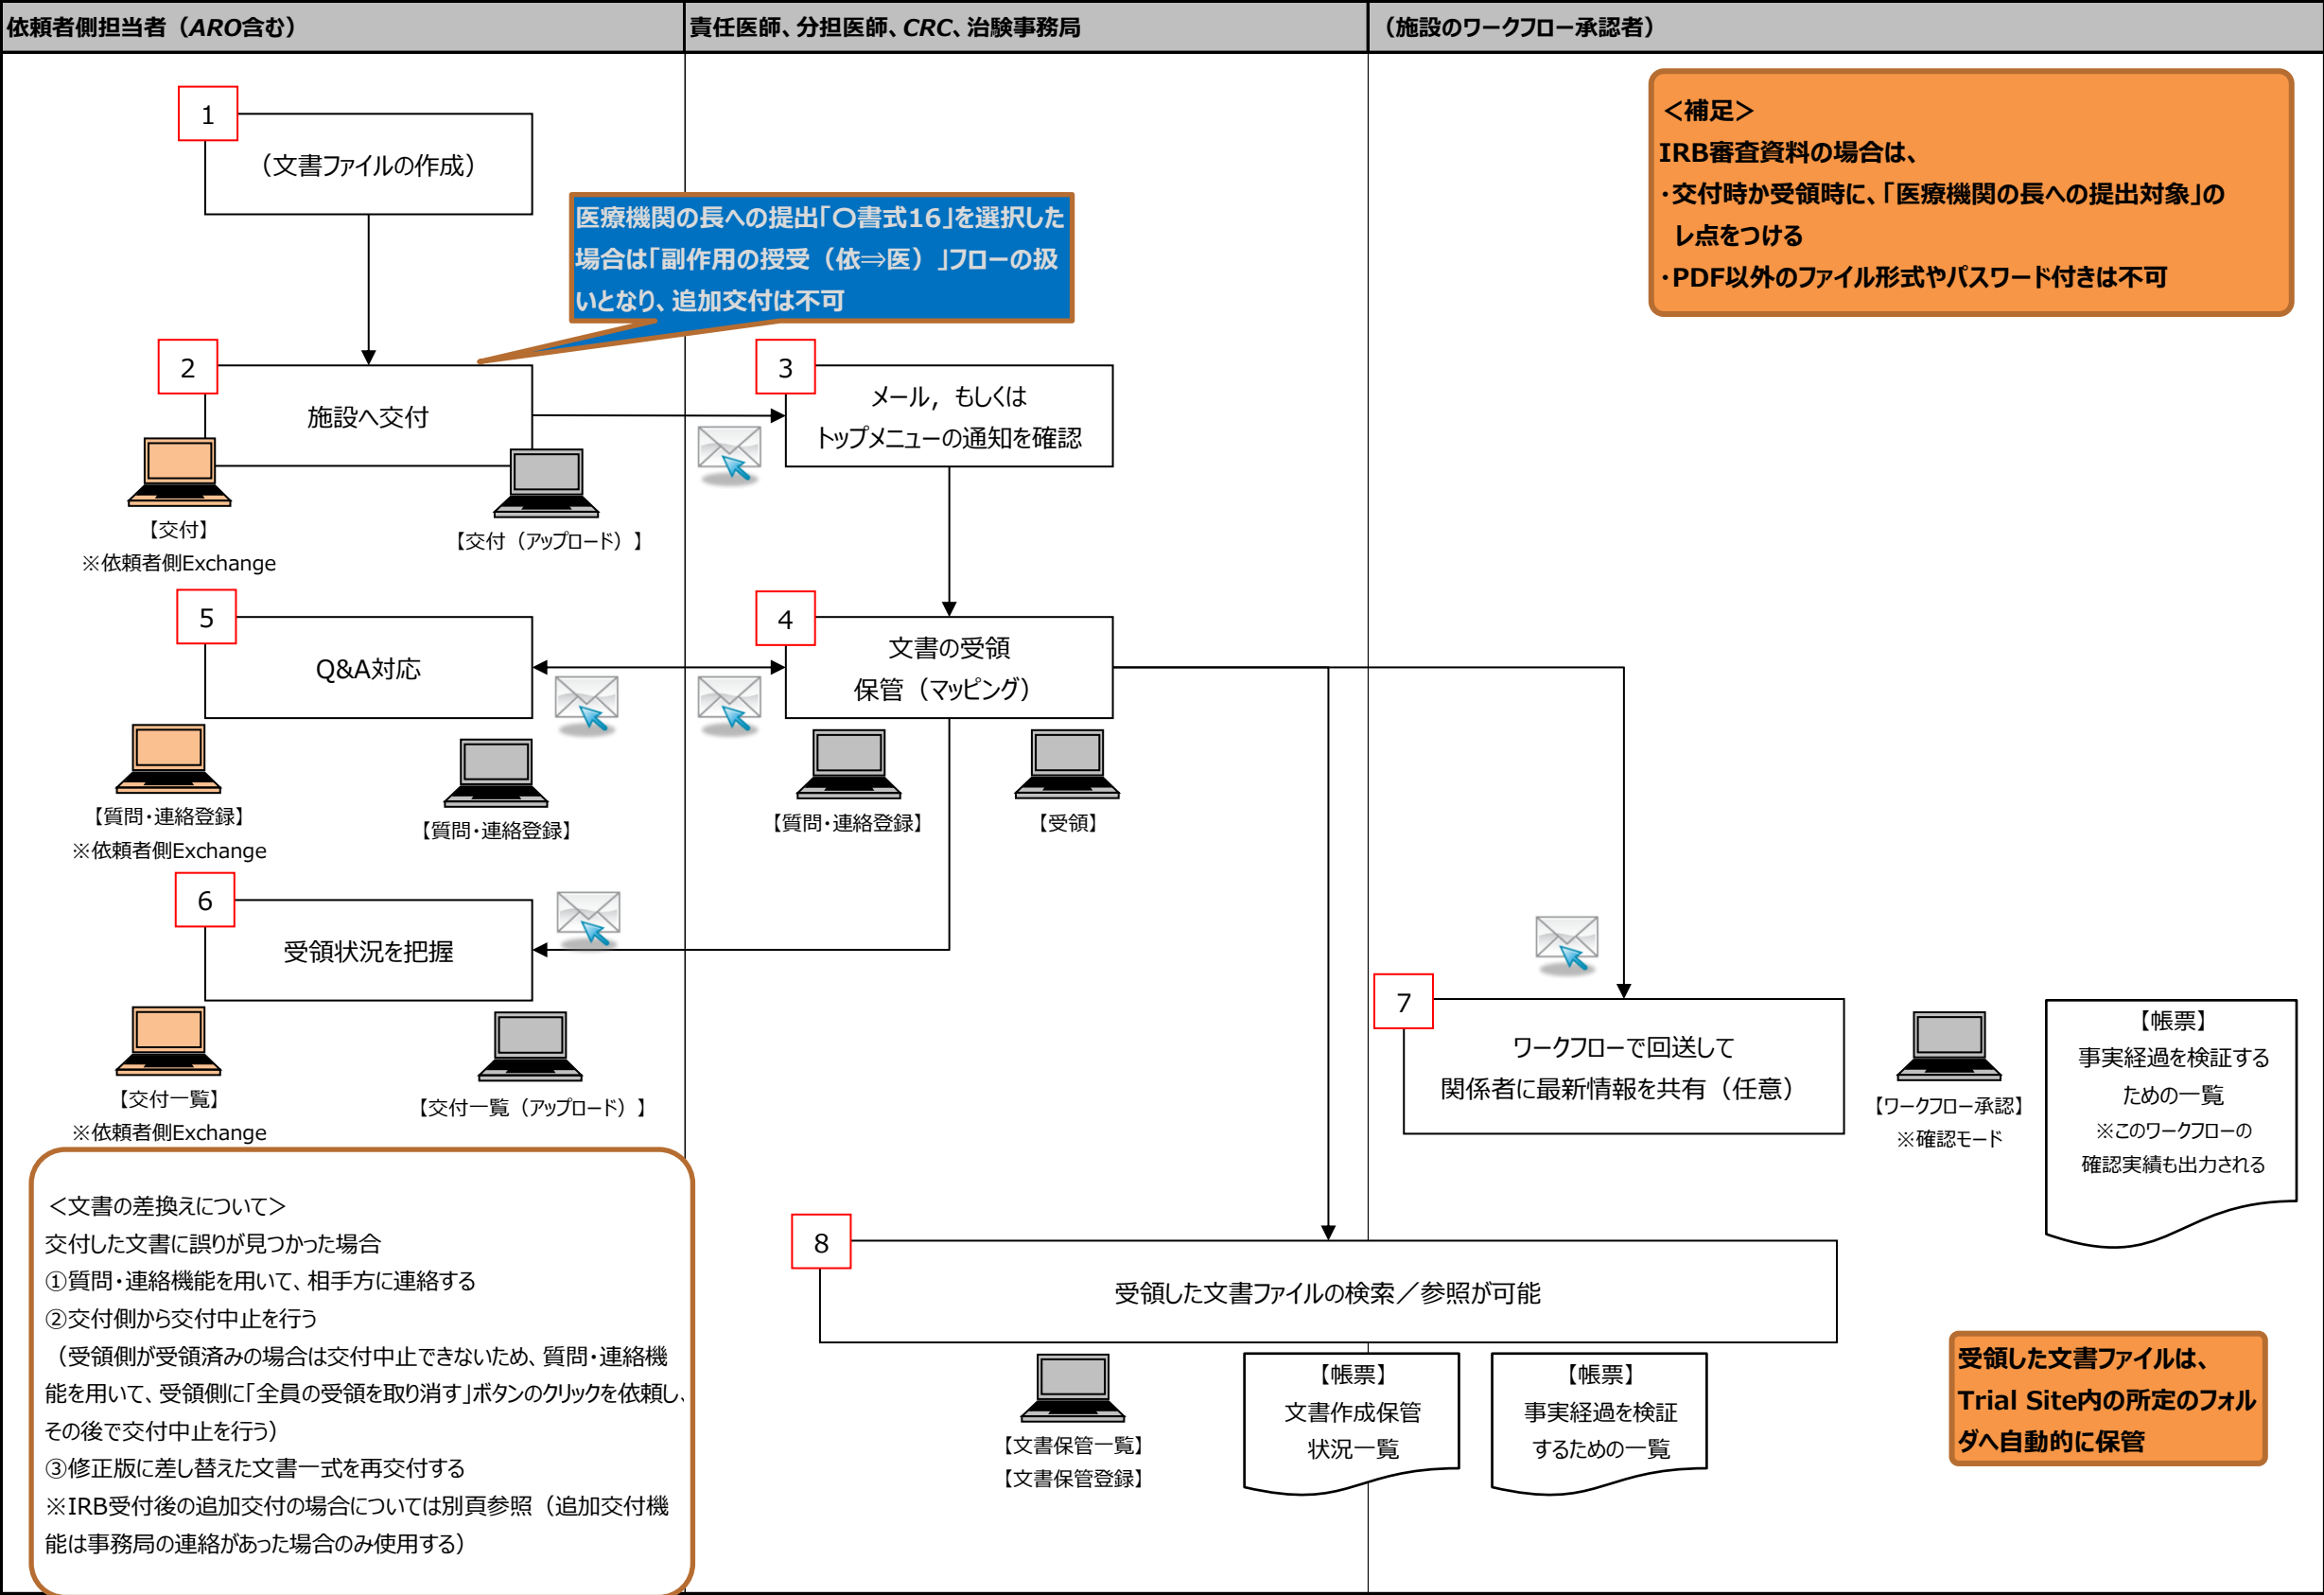 依頼者側担当者（ARO含む）
責任医師、分担医師、CRC、治験事務局
（施設のワークフロー承認者）
1
（文書ファイルの作成）
＜補足＞
IRB審査資料の場合は、
・交付時か受領時に、「医療機関の長への提出対象」の
レ点をつける
・PDF以外のファイル形式やパスワード付きは不可
医療機関の長への提出「〇書式16」を選択した
場合は「副作用の授受（依⇒医）」フローの扱
いとなり、追加交付は不可
2
施設へ交付
【交付】
※依頼者側Exchange
【交付（アップロード）】
3
メール，もしくは
トップメニューの通知を確認
4
文書の受領
保管（マッピング）
【質問・連絡登録】
【受領】
5
Q&A対応
【質問・連絡登録】
※依頼者側Exchange
【質問・連絡登録】
6
受領状況を把握
【交付一覧】
※依頼者側Exchange
【交付一覧（アップロード）】
7
ワークフローで回送して
関係者に最新情報を共有（任意）
【ワークフロー承認】
※確認モード
【帳票】
事実経過を検証する
ための一覧
※このワークフローの
確認実績も出力される
＜文書の差換えについて＞
交付した文書に誤りが見つかった場合
①質問・連絡機能を用いて、相手方に連絡する
②交付側から交付中止を行う
（受領側が受領済みの場合は交付中止できないため、質問・連絡機
能を用いて、受領側に「全員の受領を取り消す」ボタンのクリックを依頼し、
その後で交付中止を行う）
③修正版に差し替えた文書一式を再交付する
※IRB受付後の追加交付の場合については別頁参照（追加交付機
能は事務局の連絡があった場合のみ使用する）
8
受領した文書ファイルの検索／参照が可能
【文書保管一覧】
【文書保管登録】
【帳票】
文書作成保管
状況一覧
【帳票】
事実経過を検証
するための一覧
受領した文書ファイルは、
Trial Site内の所定のフォル
ダへ自動的に保管